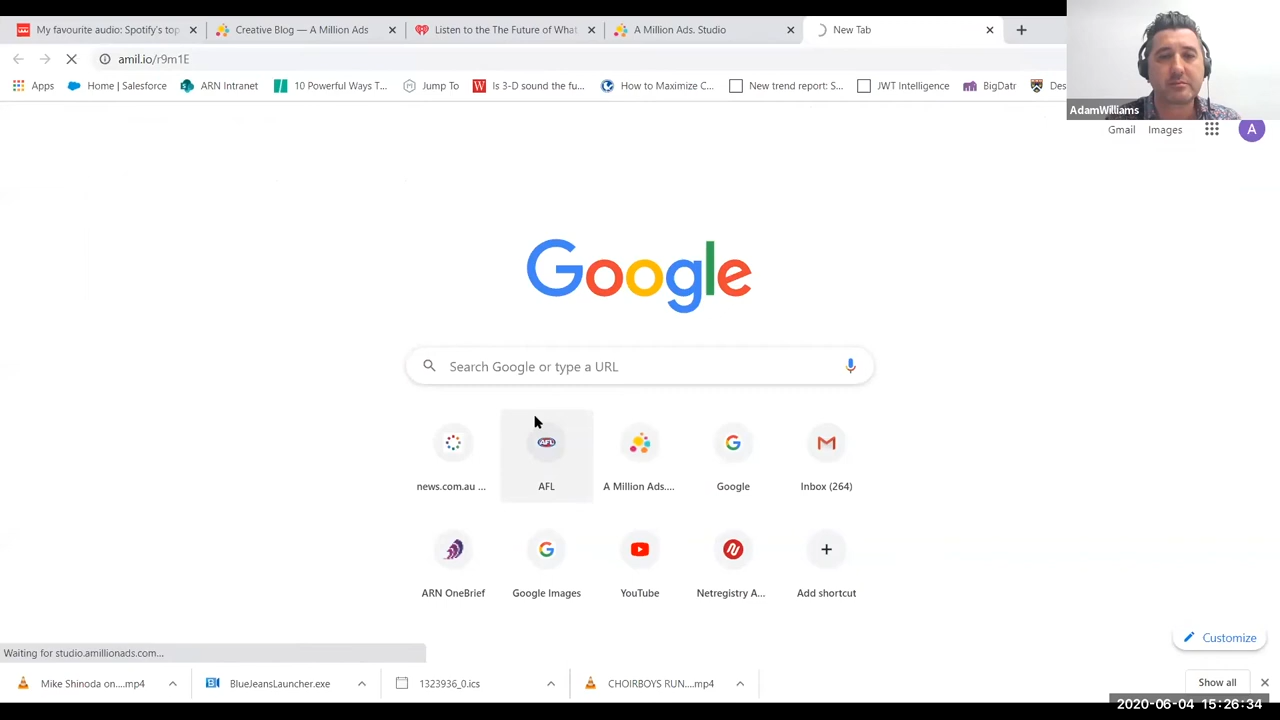 My favourite audio: Spotify's top
Creative Blog — A Million Ads
Listen to the The Future of What
A Million Ads. Studio
New Tab
amil.io/r9m1E
Apps
Home | Salesforce
ARN Intranet
10 Powerful Ways T...
Jump To
Is 3-D sound the fu...
How to Maximize C...
New trend report: S...
JWT Intelligence
BigDatr
Des
AdamWilliams
Gmail
Images
A
Google
Search Google or type a URL
news.com.au ...
AFL
A Million Ads....
Google
Inbox (264)
ARN OneBrief
Google Images
YouTube
Netregistry A...
Add shortcut
Customize
Waiting for studio.amillionads.com...
Mike Shinoda on....mp4
BlueJeansLauncher.exe
1323936_0.ics
CHOIRBOYS RUN....mp4
Show all
2020-06-04 15:26:34